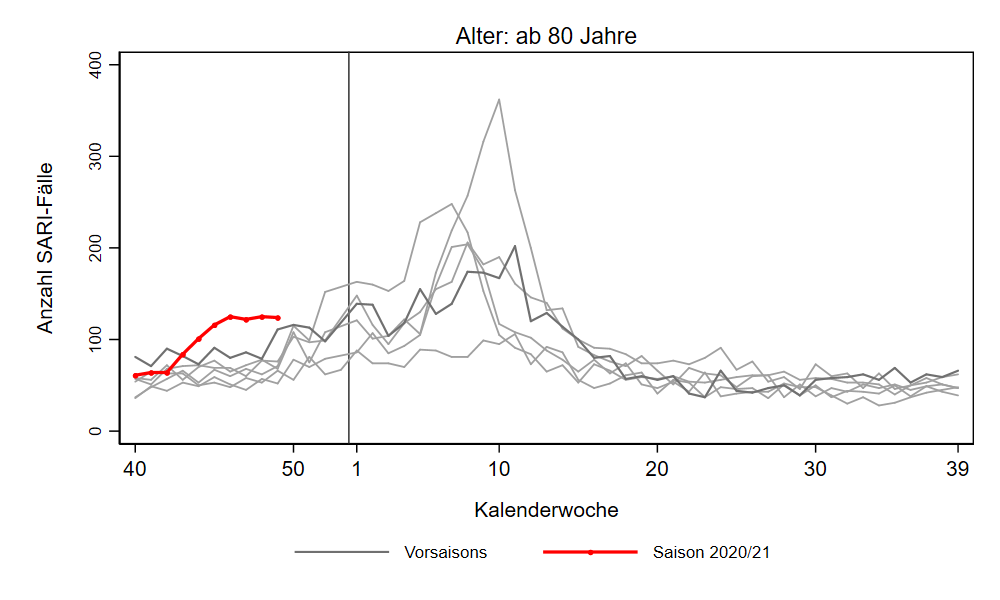 Alter: ab 80 Jahre
Anzahl SARI-Fälle
400
300
200
100
0
40 50 1 10 20 30 39
Kalenderwoche
Vorsaisons Saison 2020/21